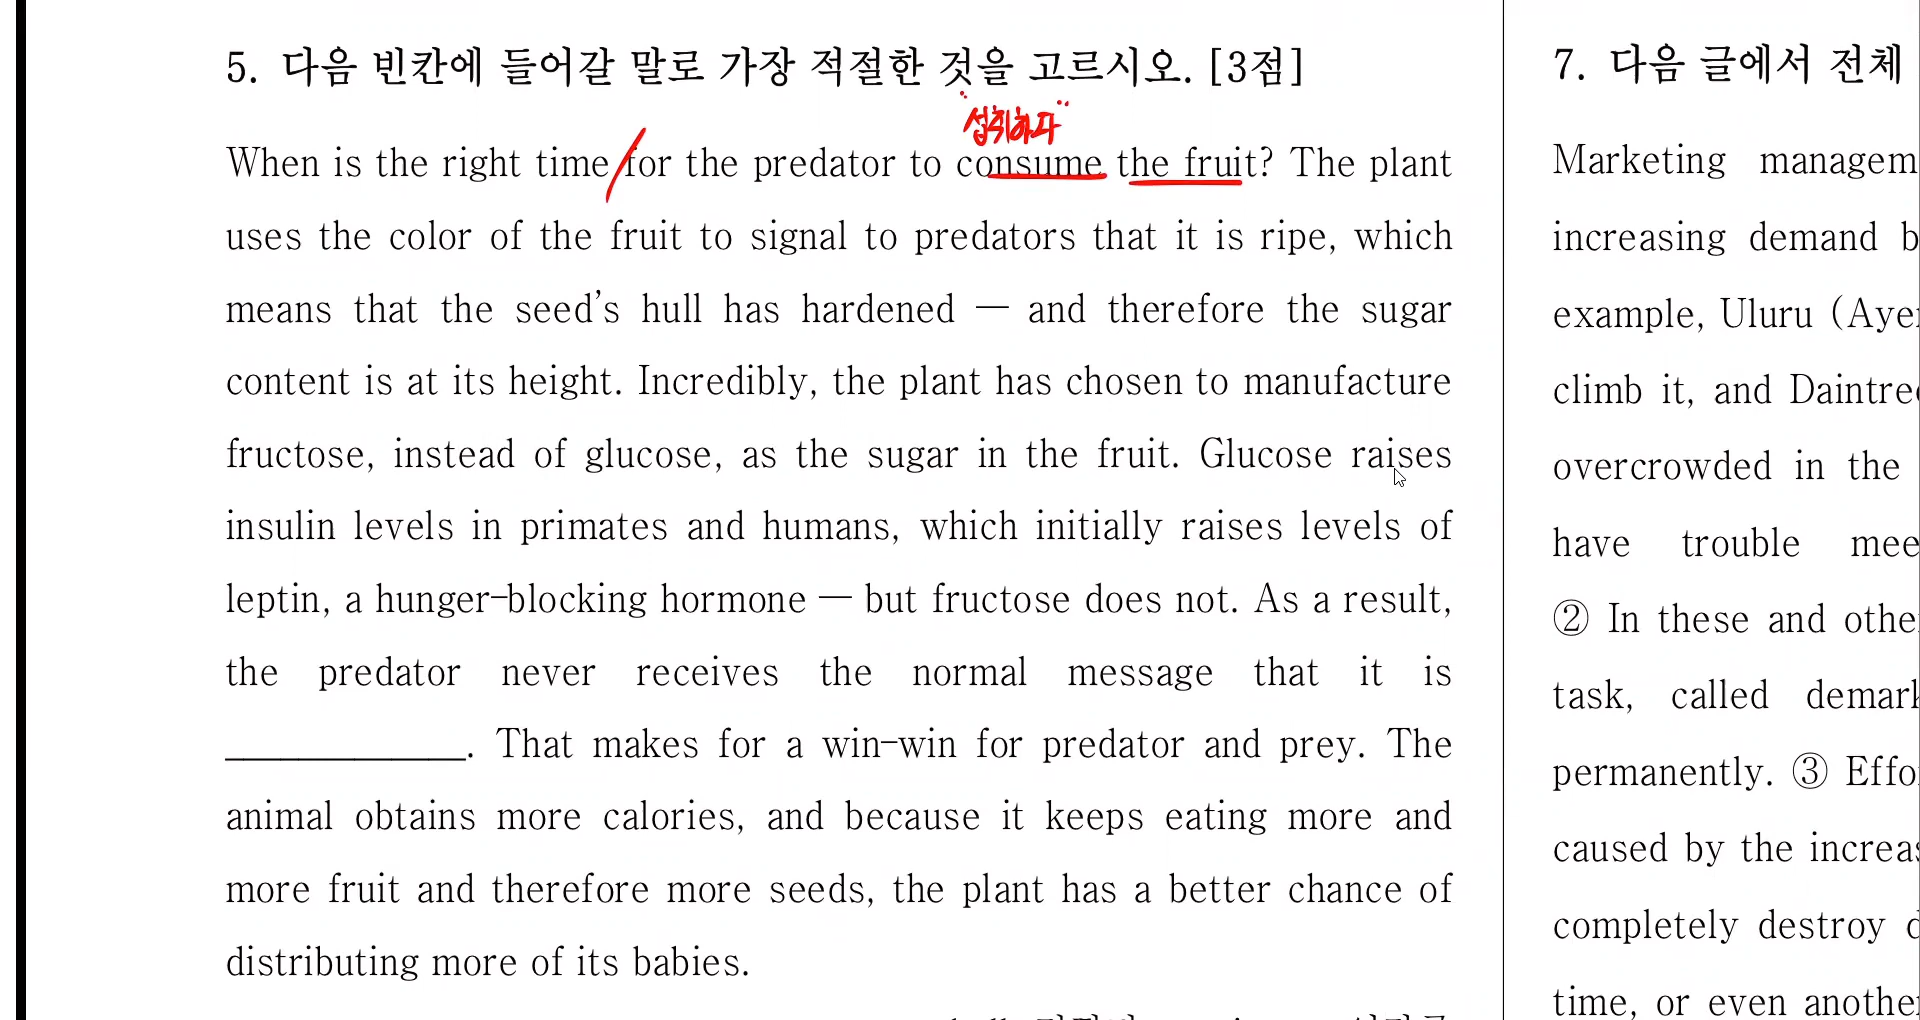 5. 다음 빈칸에 들어갈 말로 가장 적절한 것을 고르시오. [3점]
섭취하다
When is the right time for the predator to consume the fruit? The plant
uses the color of the fruit to signal to predators that it is ripe, which
means that the seed's hull has hardened — and therefore the sugar
content is at its height. Incredibly, the plant has chosen to manufacture
fructose, instead of glucose, as the sugar in the fruit. Glucose raises
insulin levels in primates and humans, which initially raises levels of
leptin, a hunger-blocking hormone — but fructose does not. As a result,
the predator never receives the normal message that it is
____________. That makes for a win-win for predator and prey. The
animal obtains more calories, and because it keeps eating more and
more fruit and therefore more seeds, the plant has a better chance of
distributing more of its babies.
7. 다음 글에서 전체
Marketing managem
increasing demand b
example, Uluru (Aye
climb it, and Daintre
overcrowded in the
have trouble mee
② In these and othe
task, called demark
permanently. ③ Effo
caused by the increas
completely destroy d
time, or even anothe